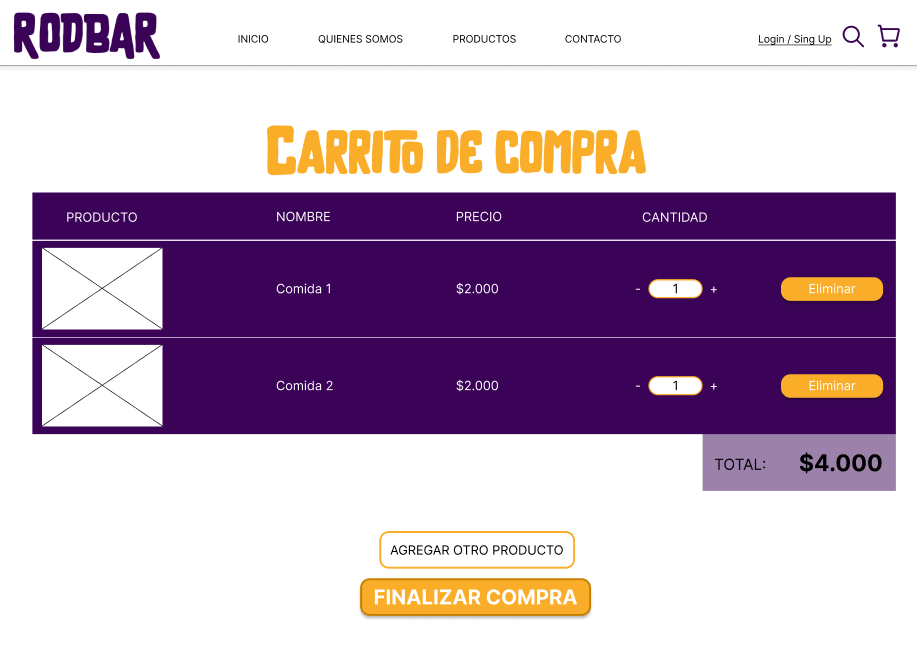 RODBAR
INICIO QUIENES SOMOS PRODUCTOS CONTACTO Login / Sing Up
CARRITO DE COMPRA
PRODUCTO NOMBRE PRECIO CANTIDAD
Comida 1 $2.000 - 1 + Eliminar
Comida 2 $2.000 - 1 + Eliminar
TOTAL: $4.000
AGREGAR OTRO PRODUCTO
FINALIZAR COMPRA